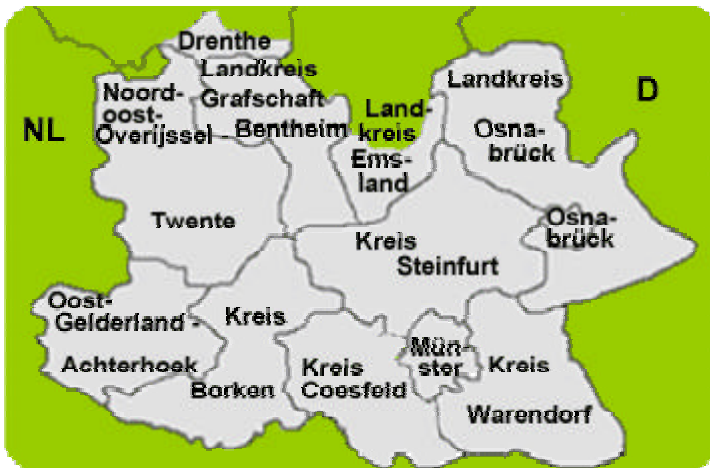 Drenthe
Landkreis
Grafschaft
Bentheim
Noord-
oost-
Overijssel -
Twente
NL
Land-
kreis
Ems-
land
Landkreis
Osna-
brück
D
Osna-
brück
Kreis
Steinfurt
Oost-
Gelderland -
Achterhoek
Kreis
Borken
Kreis
Coesfeld
Mün-
ster
Kreis
Warendorf